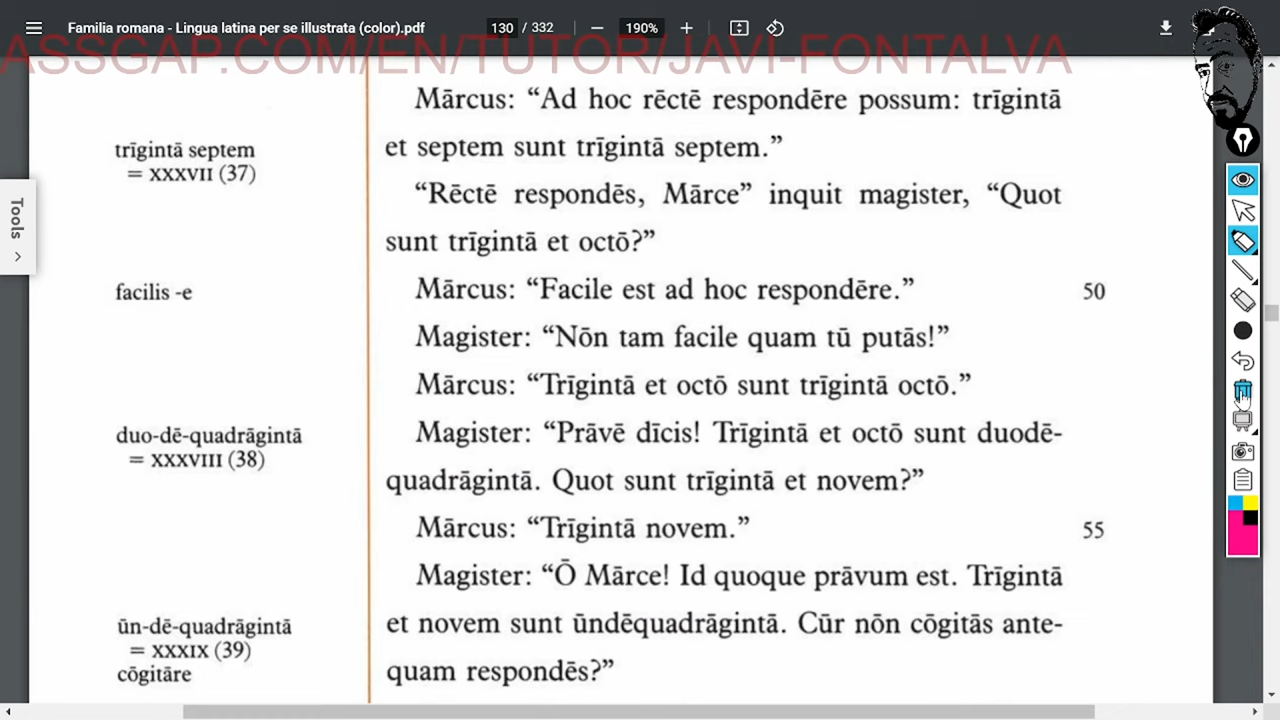 Familia romana - Lingua latina per se illustrata (color).pdf
130 / 332
190%
ASSGAP.COM/EN/TUTOR/JAVI-FONTALVA
Tools
Mārcus: “Ad hoc rēctē respondēre possum: trīgintā
et septem sunt trīgintā septem.”
trīgintā septem
= XXXVII (37)
“Rēctē respondēs, Mārce” inquit magister, “Quot
sunt trīgintā et octō?”
facilis -e
Mārcus: “Facile est ad hoc respondēre.”
50
Magister: “Nōn tam facile quam tū putās!”
Mārcus: “Trīgintā et octō sunt trīgintā octō.”
duo-dē-quadrāgintā
= XXXVIII (38)
Magister: “Prāvē dīcis! Trīgintā et octō sunt duodē-
quadrāgintā. Quot sunt trīgintā et novem?”
Mārcus: “Trīgintā novem.”
55
Magister: “Ō Mārce! Id quoque prāvum est. Trīgintā
et novem sunt ūndēquadrāgintā. Cūr nōn cōgitās ante-
quam respondēs?”
ūn-dē-quadrāgintā
= XXXIX (39)
cōgitāre